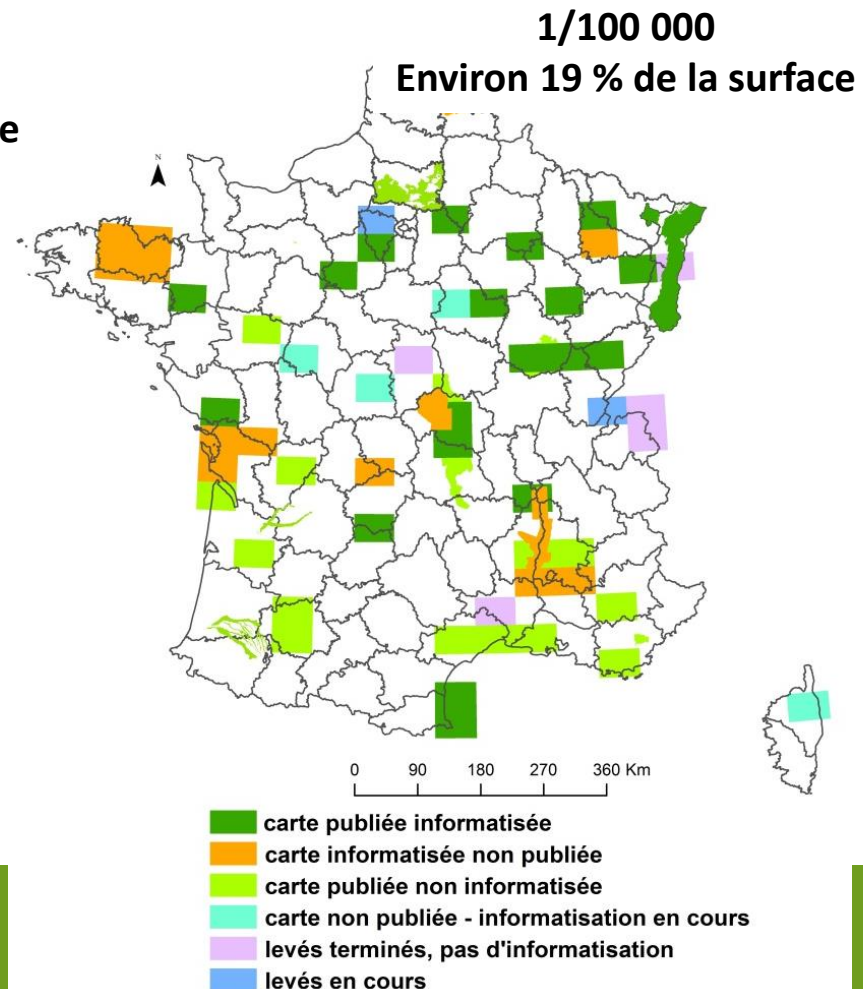 1/100 000
Environ 19 % de la surface
e
N
0 90 180 270 360 Km
carte publiée informatisée
carte informatisée non publiée
carte publiée non informatisée
carte non publiée - informatisation en cours
levés terminés, pas d'informatisation
levés en cours